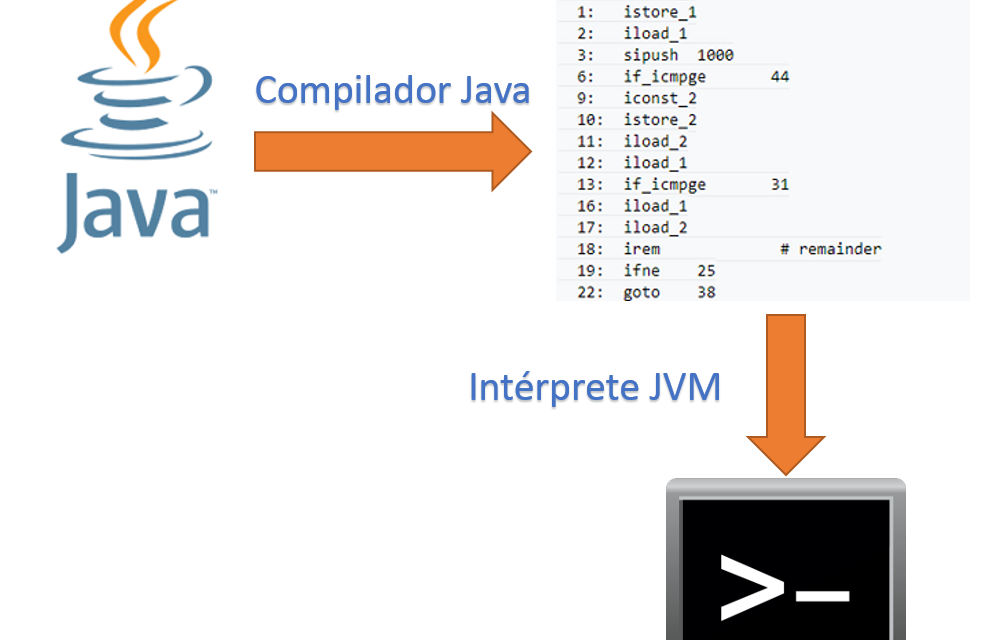 1: istore_1
2: iload_1
3: sipush 1000
6: if_icmpge 44
9: iconst_2
10: istore_2
11: iload_2
12: iload_1
13: if_icmpge 31
16: iload_1
17: iload_2
18: irem # remainder
19: ifne 25
22: goto 38
Compilador Java
Java™
Intérprete JVM
>_